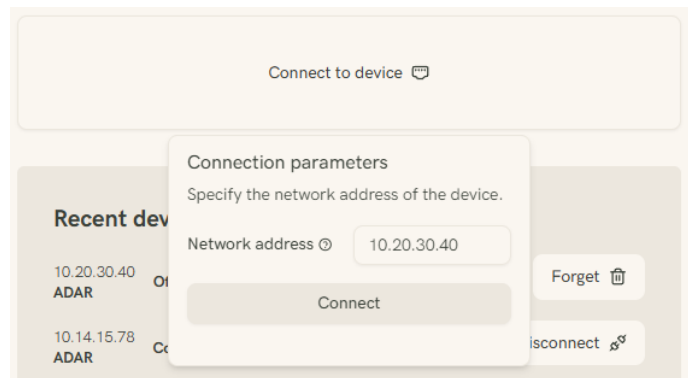 Connect to device
Connection parameters
Specify the network address of the device.
Network address
10.20.30.40
Connect
Recent dev
10.20.30.40
ADAR
Forget
10.14.15.78
ADAR
isconnect